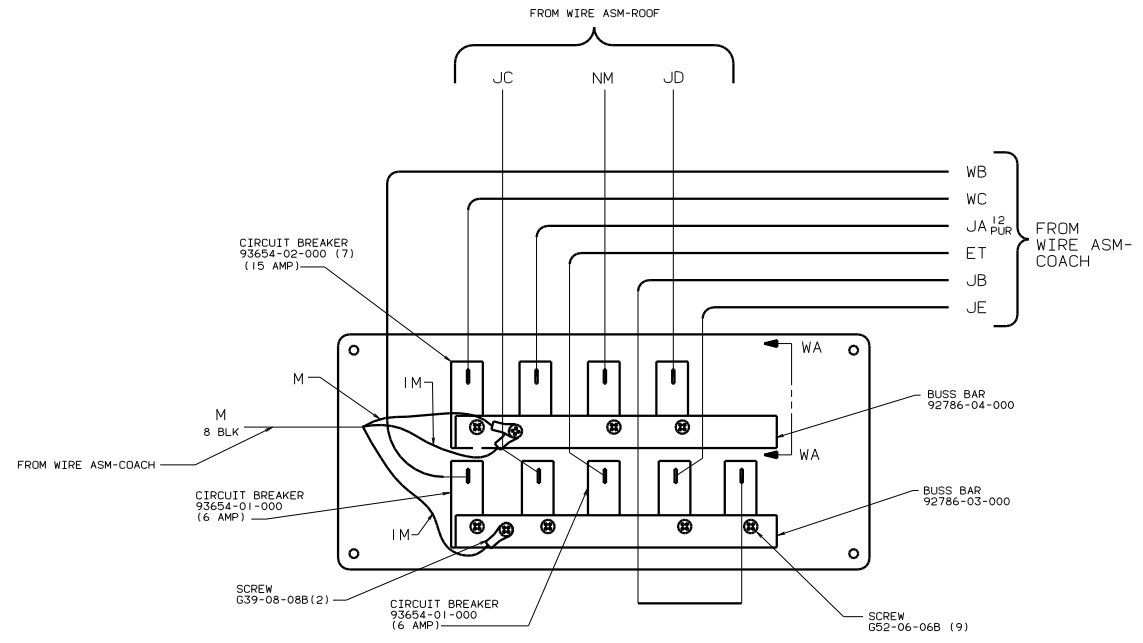 FROM WIRE ASM-ROOF
JC
NM
JD
WB
WC
JA 12
PUR
ET
JB
JE
FROM
WIRE ASM-
COACH
CIRCUIT BREAKER
93654-02-000 (7)
(15 AMP)
WA
M
1M
BUSS BAR
92786-04-000
M
8 BLK
FROM WIRE ASM-COACH
WA
CIRCUIT BREAKER
93654-01-000
(6 AMP)
BUSS BAR
92786-03-000
1M
SCREW
G39-08-08B(2)
CIRCUIT BREAKER
93654-01-000
(6 AMP)
SCREW
G52-06-06B (9)